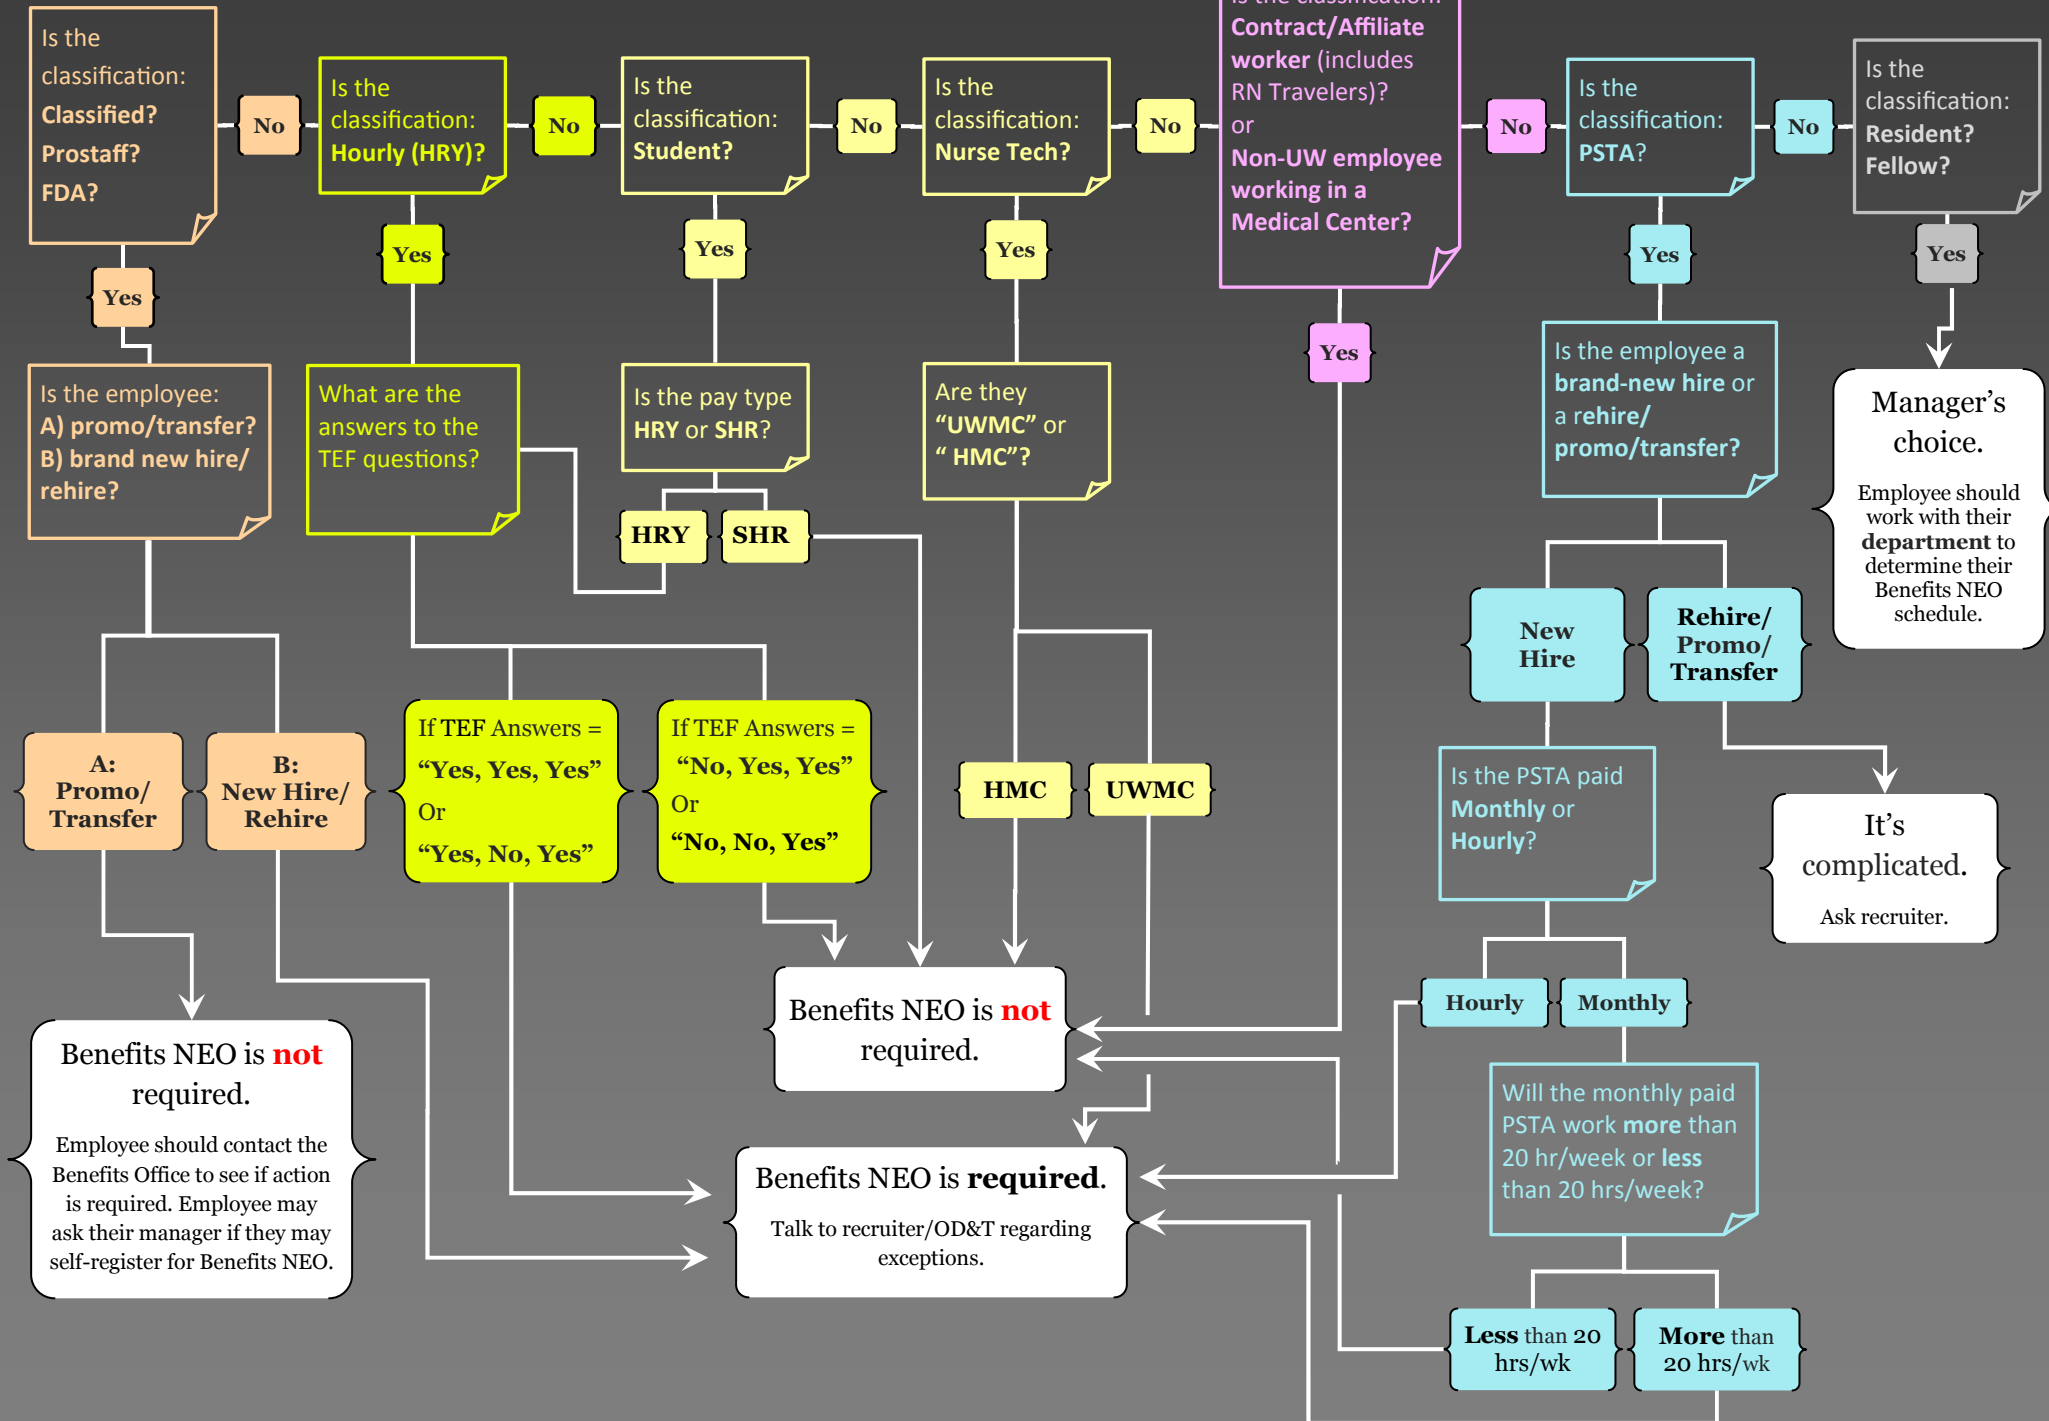 Is the
classification:
Classified?
Prostaff?
FDA?
No
Is the
classification:
Hourly (HRY)?
No
Is the
classification:
Student?
No
Is the
classification:
Nurse Tech?
No
Is the classification:
Contract/Affiliate
worker (includes
RN Travelers)?
or
Non-UW employee
working in a
Medical Center?
No
Is the
classification:
PSTA?
No
Is the
classification:
Resident?
Fellow?
Yes
Yes
Yes
Yes
Yes
Yes
Yes
Is the employee:
A) promo/transfer?
B) brand new hire/
rehire?
What are the
answers to the
TEF questions?
Is the pay type
HRY or SHR?
HRY
SHR
Are they
“UWMC” or
“ HMC”?
Is the employee a
brand-new hire or
a rehire/
promo/transfer?
Manager’s
choice.
Employee should
work with their
department to
determine their
Benefits NEO
schedule.
New
Hire
Rehire/
Promo/
Transfer
A:
Promo/
Transfer
B:
New Hire/
Rehire
If TEF Answers =
“Yes, Yes, Yes”
Or
“Yes, No, Yes”
If TEF Answers =
“No, Yes, Yes”
Or
“No, No, Yes”
HMC
UWMC
Is the PSTA paid
Monthly or
Hourly?
It’s
complicated.
Ask recruiter.
Hourly
Monthly
Benefits NEO is not
required.
Employee should contact the
Benefits Office to see if action
is required. Employee may
ask their manager if they may
self-register for Benefits NEO.
Benefits NEO is not
required.
Benefits NEO is required.
Talk to recruiter/OD&T regarding
exceptions.
Will the monthly paid
PSTA work more than
20 hr/week or less
than 20 hrs/week?
Less than 20
hrs/wk
More than
20 hrs/wk